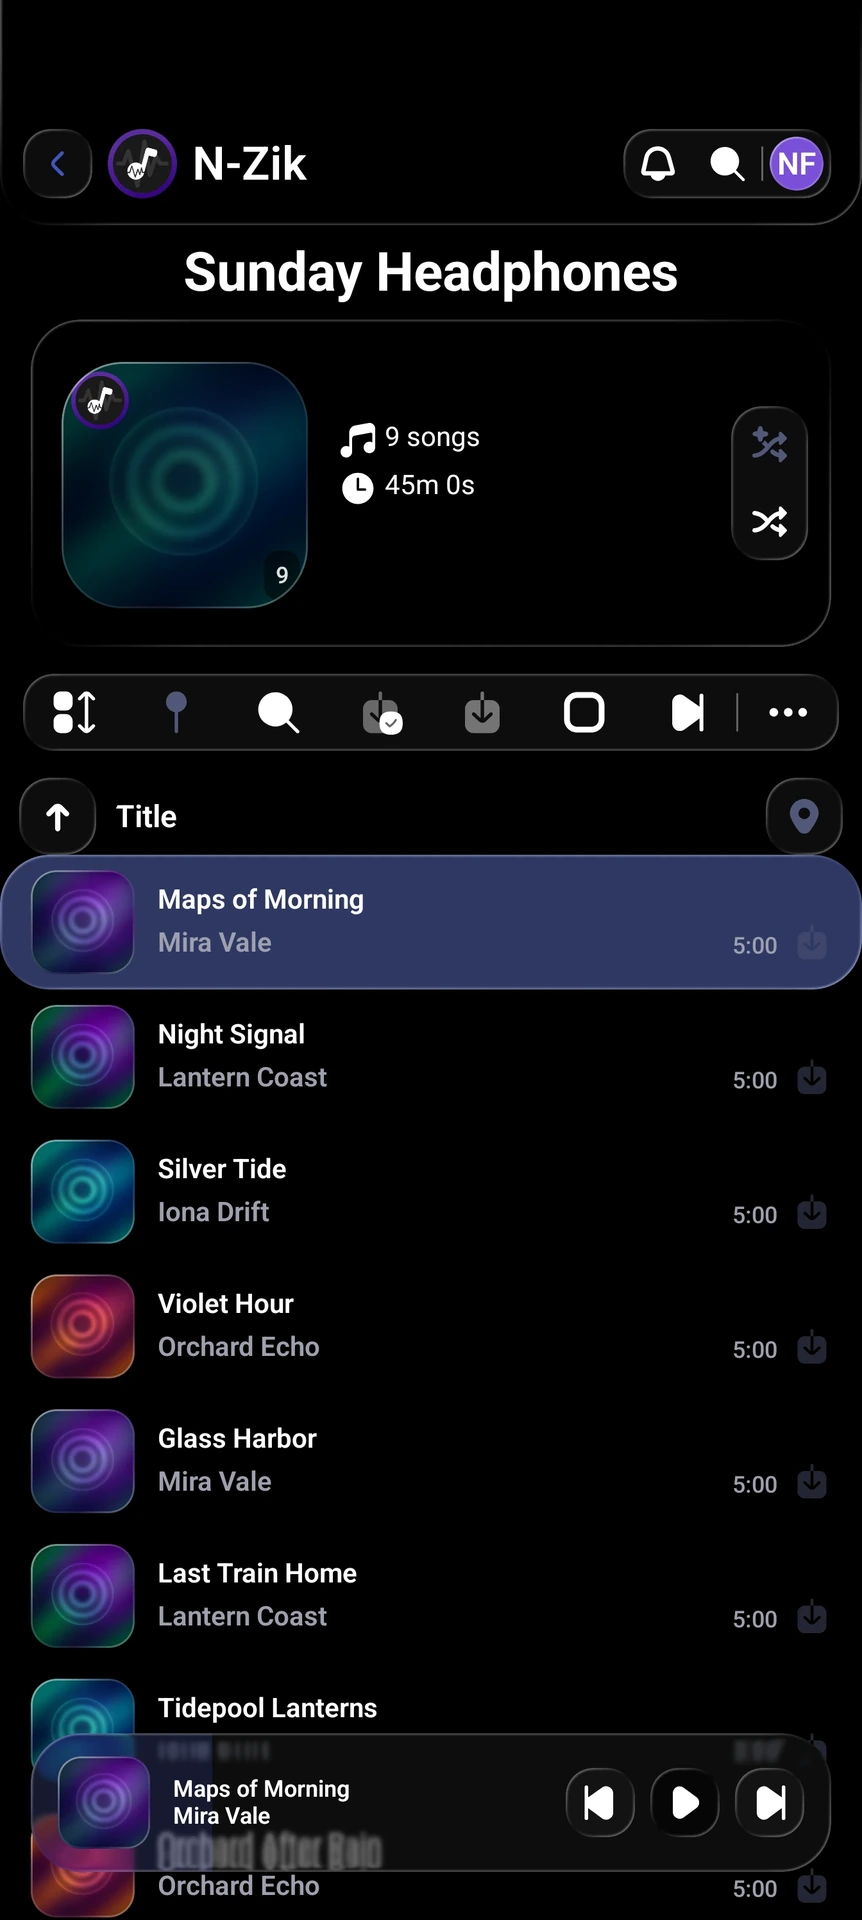 N-Zik
NF
Sunday Headphones
9 songs
45m 0s
9
Title
Maps of Morning
Mira Vale
5:00
Night Signal
Lantern Coast
5:00
Silver Tide
Iona Drift
5:00
Violet Hour
Orchard Echo
5:00
Glass Harbor
Mira Vale
5:00
Last Train Home
Lantern Coast
5:00
Tidepool Lanterns
Maps of Morning
Mira Vale
Orchard After Rain
Orchard Echo
5:00